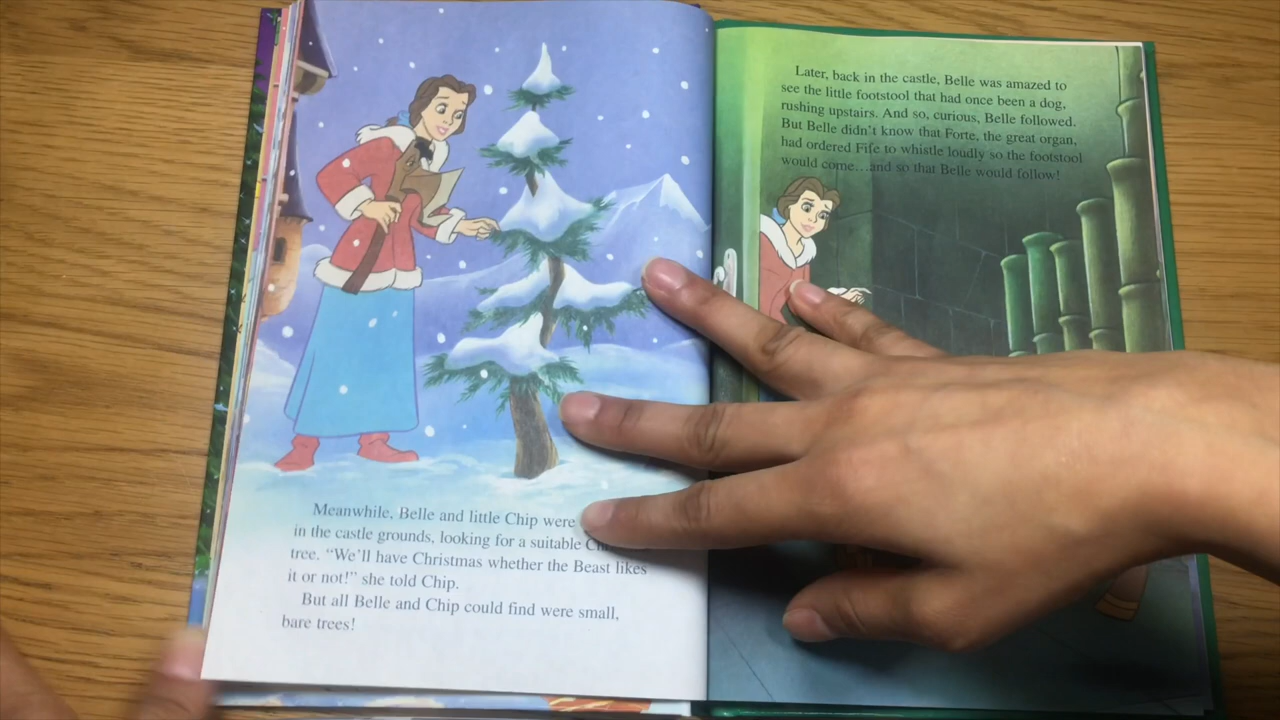 Meanwhile, Belle and little Chip were
in the castle grounds, looking for a suitable
tree. “We’ll have Christmas whether the Beast likes
it or not!” she told Chip.
But all Belle and Chip could find were small,
bare trees!
Later, back in the castle, Belle was amazed to
see the little footstool that had once been a dog,
rushing upstairs. And so, curious, Belle followed.
But Belle didn’t know that Forte, the great organ,
had ordered Fife to whistle loudly so the footstool
would come…and so that Belle would follow!